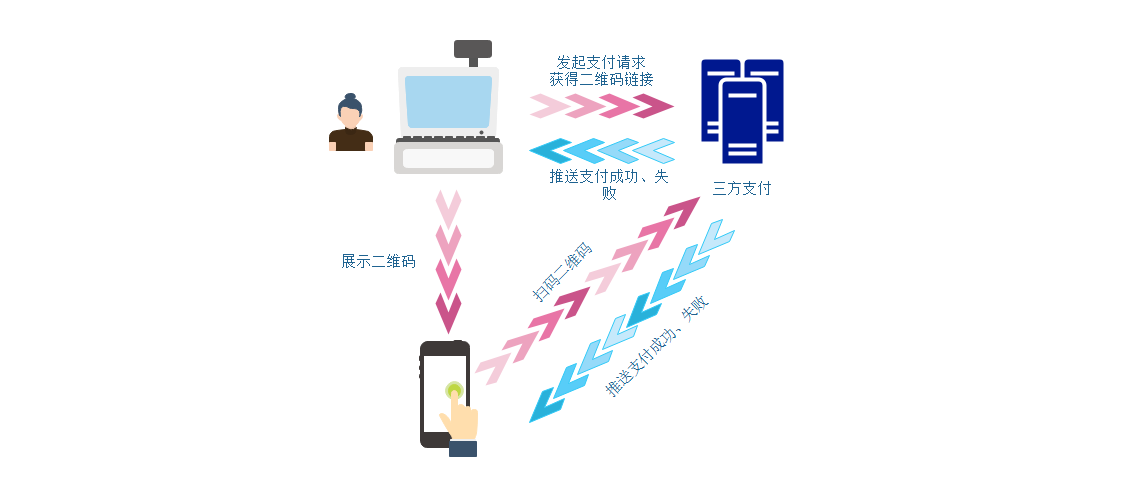 发起支付请求
获得二维码链接
推送支付成功、失
败
三方支付
展示二维码
扫码二维码
推送支付成功、失败